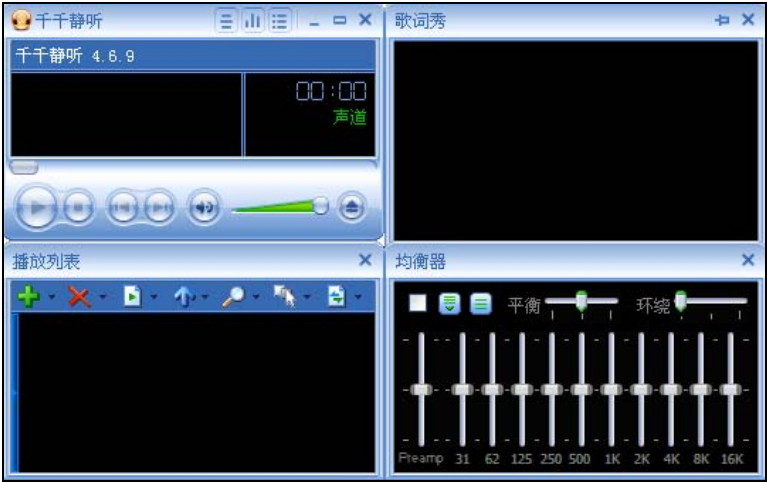 千千静听
歌词秀
千千静听 4.6.9
00:00
声道
播放列表
均衡器
平衡
环绕
Preamp 31 62 125 250 500 1K 2K 4K 8K 16K